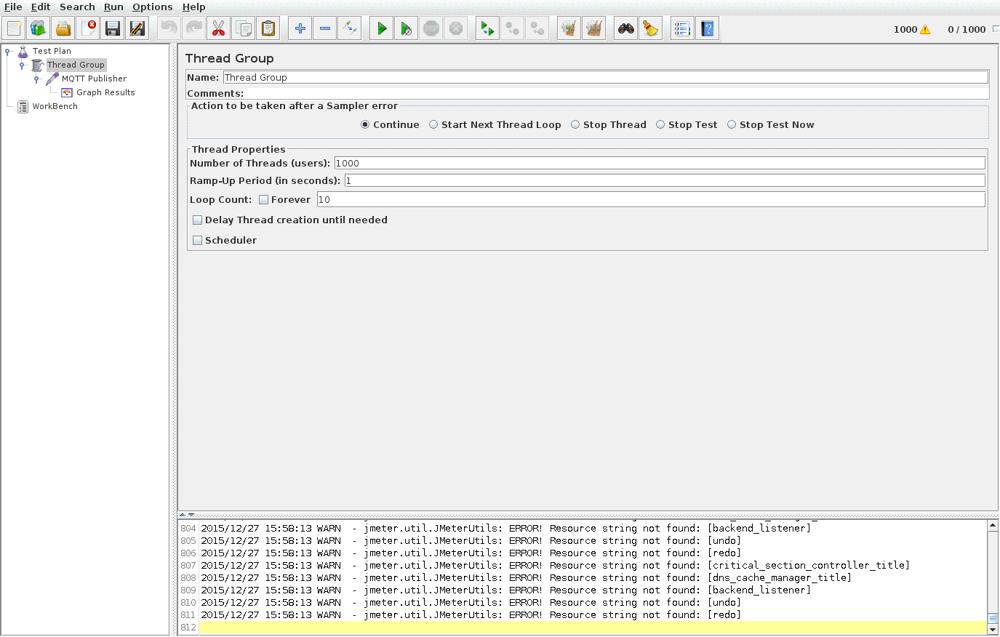 File Edit Search Run Options Help
1000 0 / 1000
Test Plan
Thread Group
MQTT Publisher
Graph Results
WorkBench
Thread Group
Name: Thread Group
Comments:
Action to be taken after a Sampler error
Continue Start Next Thread Loop Stop Thread Stop Test Stop Test Now
Thread Properties
Number of Threads (users): 1000
Ramp-Up Period (in seconds): 1
Loop Count: Forever 10
Delay Thread creation until needed
Scheduler
804 2015/12/27 15:58:13 WARN - jmeter.util.JMeterUtils: ERROR! Resource string not found: [backend_listener]
805 2015/12/27 15:58:13 WARN - jmeter.util.JMeterUtils: ERROR! Resource string not found: [undo]
806 2015/12/27 15:58:13 WARN - jmeter.util.JMeterUtils: ERROR! Resource string not found: [redo]
807 2015/12/27 15:58:13 WARN - jmeter.util.JMeterUtils: ERROR! Resource string not found: [critical_section_controller_title]
808 2015/12/27 15:58:13 WARN - jmeter.util.JMeterUtils: ERROR! Resource string not found: [dns_cache_manager_title]
809 2015/12/27 15:58:13 WARN - jmeter.util.JMeterUtils: ERROR! Resource string not found: [backend_listener]
810 2015/12/27 15:58:13 WARN - jmeter.util.JMeterUtils: ERROR! Resource string not found: [undo]
811 2015/12/27 15:58:13 WARN - jmeter.util.JMeterUtils: ERROR! Resource string not found: [redo]
812